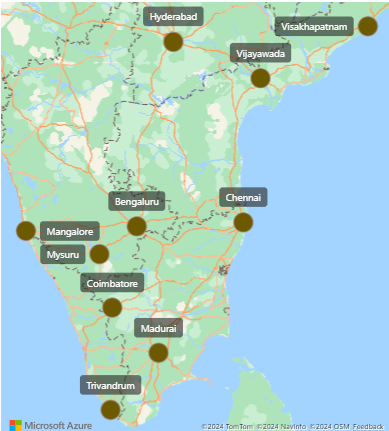 Hyderabad
Visakhapatnam
Vijayawada
Bengaluru
Chennai
Mangalore
Mysuru
Coimbatore
Madurai
Trivandrum
Microsoft Azure
©2024 TomTom ©2024 NavInfo ©2024 OSM Feedback